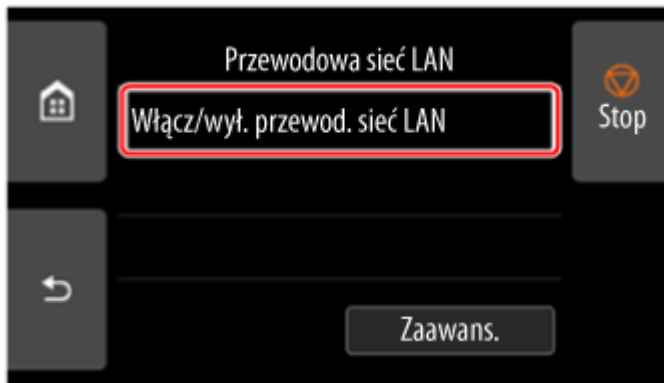 Przewodowa sieć LAN
Włącz/wył. przewod. sieć LAN
Stop
Zaawans.